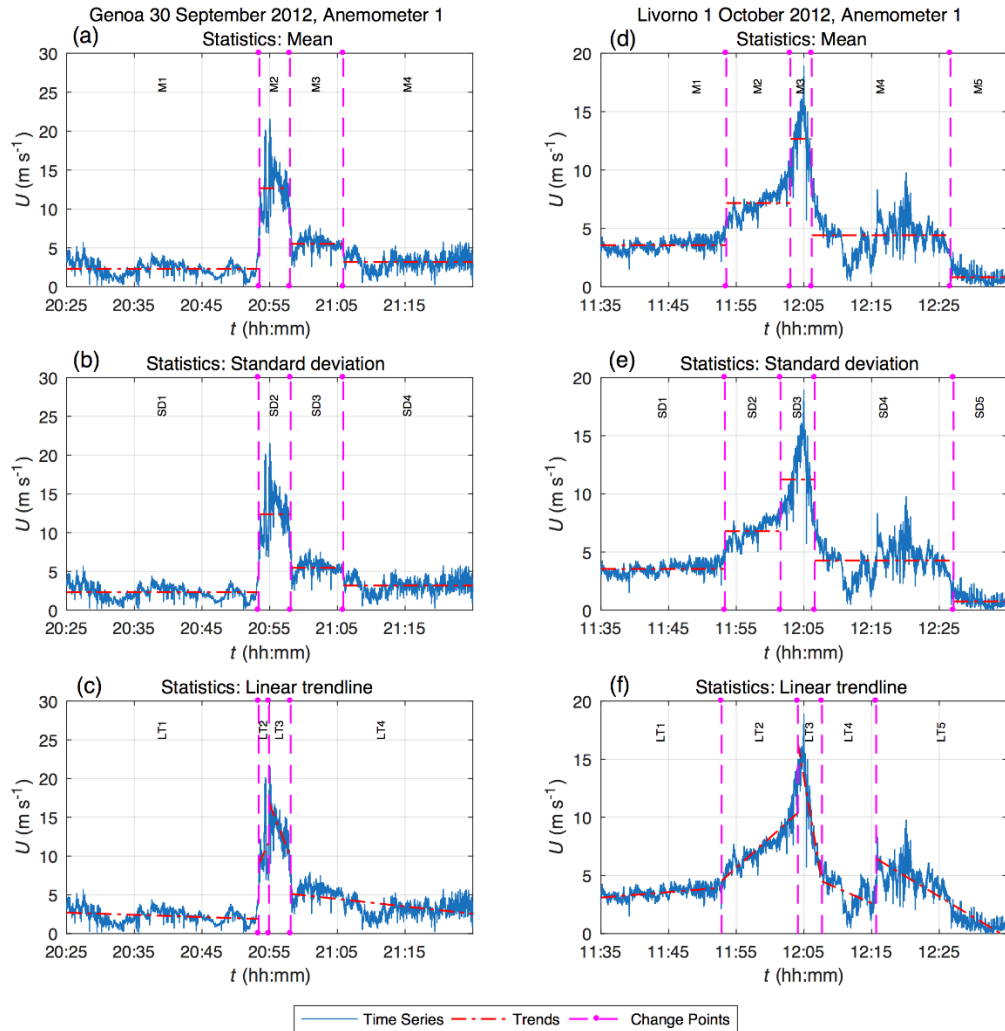 Genoa 30 September 2012, Anemometer 1
Livorno 1 October 2012, Anemometer 1
(a)
Statistics: Mean
30
25
20
15
10
5
0
U (m s⁻¹)
M1
M2
M3
M4
20:25 20:35 20:45 20:55 21:05 21:15
t (hh:mm)
(d)
Statistics: Mean
20
15
10
5
0
U (m s⁻¹)
M1
M2
M3
M4
M5
11:35 11:45 11:55 12:05 12:15 12:25
t (hh:mm)
(b)
Statistics: Standard deviation
30
25
20
15
10
5
0
U (m s⁻¹)
SD1
SD2
SD3
SD4
20:25 20:35 20:45 20:55 21:05 21:15
t (hh:mm)
(e)
Statistics: Standard deviation
20
15
10
5
0
U (m s⁻¹)
SD1
SD2
SD3
SD4
SD5
11:35 11:45 11:55 12:05 12:15 12:25
t (hh:mm)
(c)
Statistics: Linear trendline
30
25
20
15
10
5
0
U (m s⁻¹)
LT1
LT2
LT3
LT4
20:25 20:35 20:45 20:55 21:05 21:15
t (hh:mm)
(f)
Statistics: Linear trendline
20
15
10
5
0
U (m s⁻¹)
LT1
LT2
LT3
LT4
LT5
11:35 11:45 11:55 12:05 12:15 12:25
t (hh:mm)
Time Series Trends Change Points